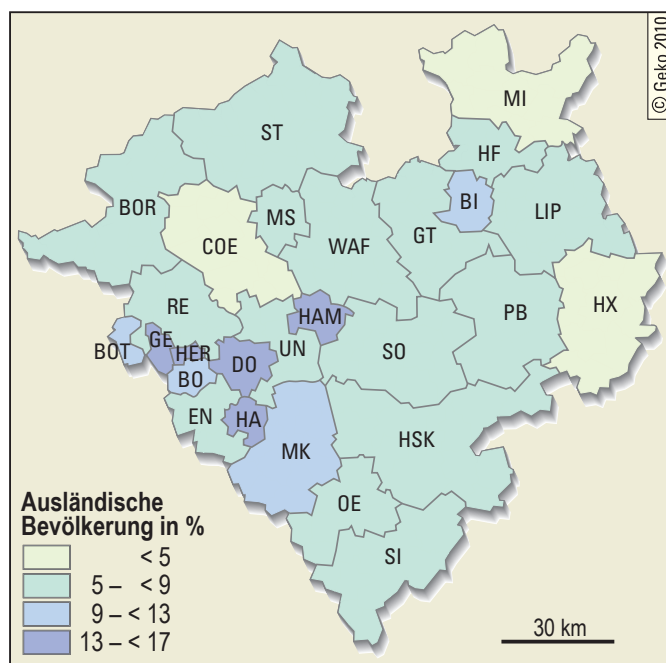 © Geko 2010
MI
ST
HF
BI
LIP
BOR
MS
GT
COE
WAF
HX
RE
HAM
PB
GE
HER
UN
SO
BOT
BO
DO
EN
HA
MK
HSK
OE
SI
Ausländische
Bevölkerung in %
< 5
5 – < 9
9 – < 13
13 – < 17
30 km